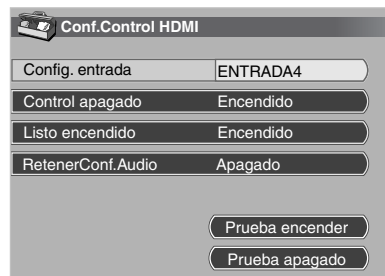 Conf.Control HDMI
Config. entrada ENTRADA4
Control apagado Encendido
Listo encendido Encendido
RetenerConf.Audio Apagado
Prueba encender
Prueba apagado